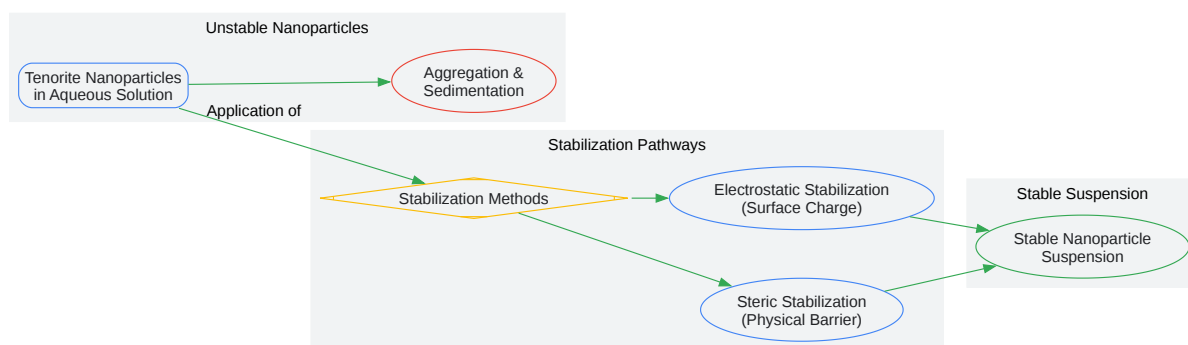 Unstable Nanoparticles
Tenorite Nanoparticles
in Aqueous Solution
Aggregation &
Sedimentation
Application of
Stabilization Pathways
Stabilization Methods
Electrostatic Stabilization
(Surface Charge)
Steric Stabilization
(Physical Barrier)
Stable Suspension
Stable Nanoparticle
Suspension